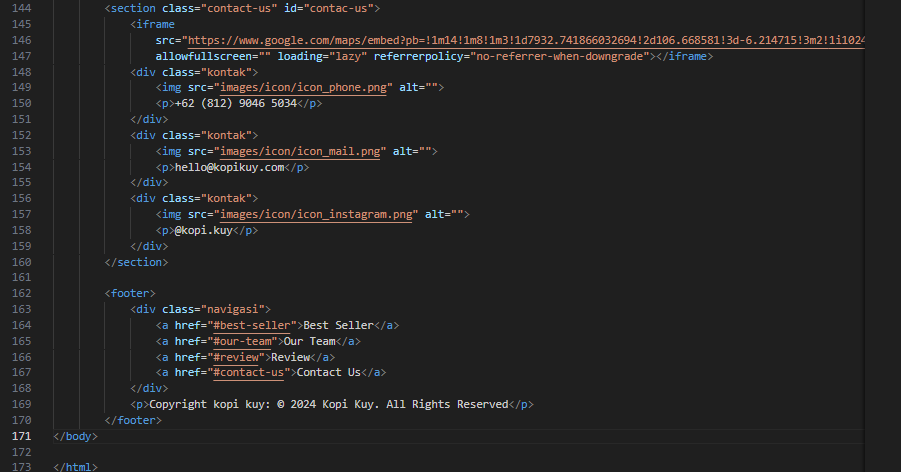 144 <section class="contact-us" id="contac-us">
145 <iframe
146 src="https://www.google.com/maps/embed?pb=!1m14!1m8!1m3!1d7932.741866032694!2d106.668581!3d-6.214715!3m2!1i1024
147 allowfullscreen="" loading="lazy" referrerpolicy="no-referrer-when-downgrade"></iframe>
148 <div class="kontak">
149 <img src="images/icon/icon_phone.png" alt="">
150 <p>+62 (812) 9046 5034</p>
151 </div>
152 <div class="kontak">
153 <img src="images/icon/icon_mail.png" alt="">
154 <p>hello@kopikuy.com</p>
155 </div>
156 <div class="kontak">
157 <img src="images/icon/icon_instagram.png" alt="">
158 <p>@kopi.kuy</p>
159 </div>
160 </section>
161
162 <footer>
163 <div class="navigasi">
164 <a href="#best-seller">Best Seller</a>
165 <a href="#our-team">Our Team</a>
166 <a href="#review">Review</a>
167 <a href="#contact-us">Contact Us</a>
168 </div>
169 <p>Copyright kopi kuy: © 2024 Kopi Kuy. All Rights Reserved</p>
170 </footer>
171 </body>
172
173 </html>